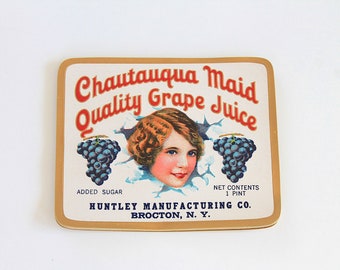 Chautauqua Maid
Quality Grape Juice
ADDED SUGAR
NET CONTENTS
1 PINT
HUNTLEY MANUFACTURING CO.
BROCTON, N. Y.